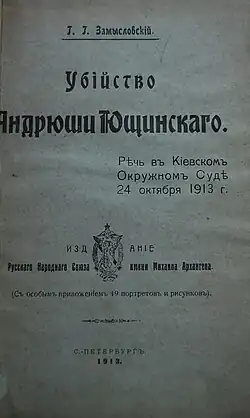 Г. Г. Замысловскій.
Убійство
Андрюши Ющинскаго.
Рѣчь въ Кіевскомъ
Окружномъ Судѣ
24 октября 1913 г.
ИЗДАНІЕ
Русскаго Народнаго Союза имени Михаила Архангела.
(Съ особымъ приложеніемъ 49 портретовъ и рисунковъ).
С.-ПЕТЕРБУРГЪ.
1913.